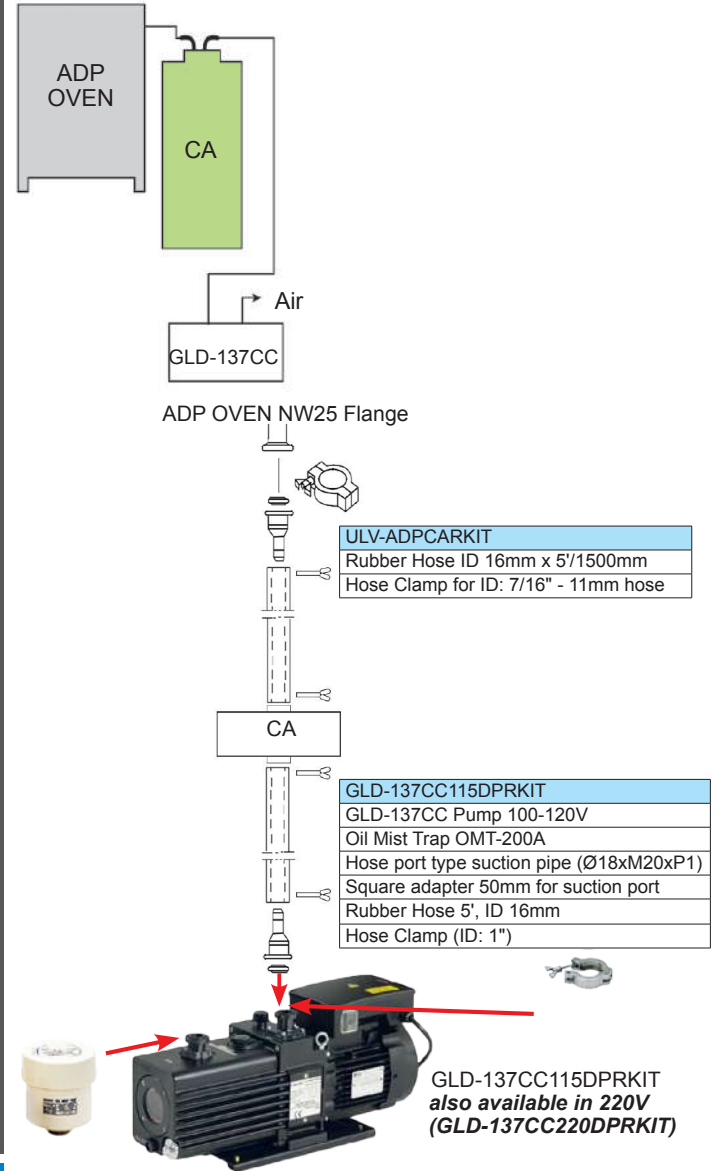 ADP
OVEN
CA
Air
GLD-137CC
ADP OVEN NW25 Flange
ULV-ADPCARKIT
Rubber Hose ID 16mm x 5'/1500mm
Hose Clamp for ID: 7/16" - 11mm hose
CA
GLD-137CC115DPRKIT
GLD-137CC Pump 100-120V
Oil Mist Trap OMT-200A
Hose port type suction pipe (Ø18xM20xP1)
Square adapter 50mm for suction port
Rubber Hose 5', ID 16mm
Hose Clamp (ID: 1")
GLD-137CC115DPRKIT
also available in 220V
(GLD-137CC220DPRKIT)